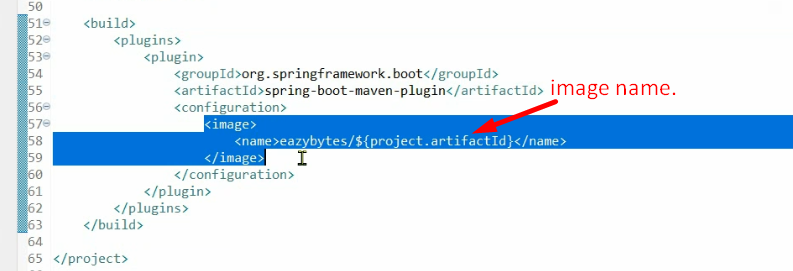 50
51 <build>
52 <plugins>
53 <plugin>
54 <groupId>org.springframework.boot</groupId>
55 <artifactId>spring-boot-maven-plugin</artifactId>
56 <configuration>
57 <image>
58 <name>eazybytes/${project.artifactId}</name>
59 </image>
60 </configuration>
61 </plugin>
62 </plugins>
63 </build>
64
65 </project>
image name.